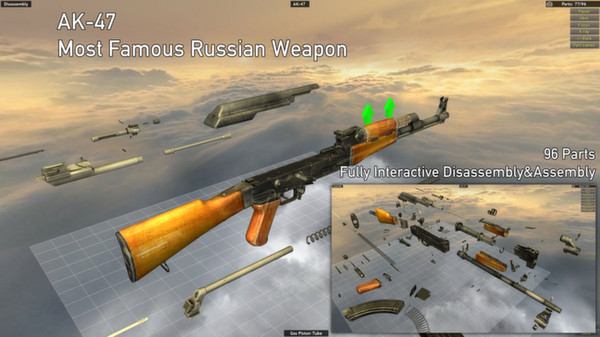 Disassembly
AK-47
Parts: 77/96
AK-47
Most Famous Russian Weapon
96 Parts
Fully Interactive Disassembly&Assembly
Gas Piston Tube